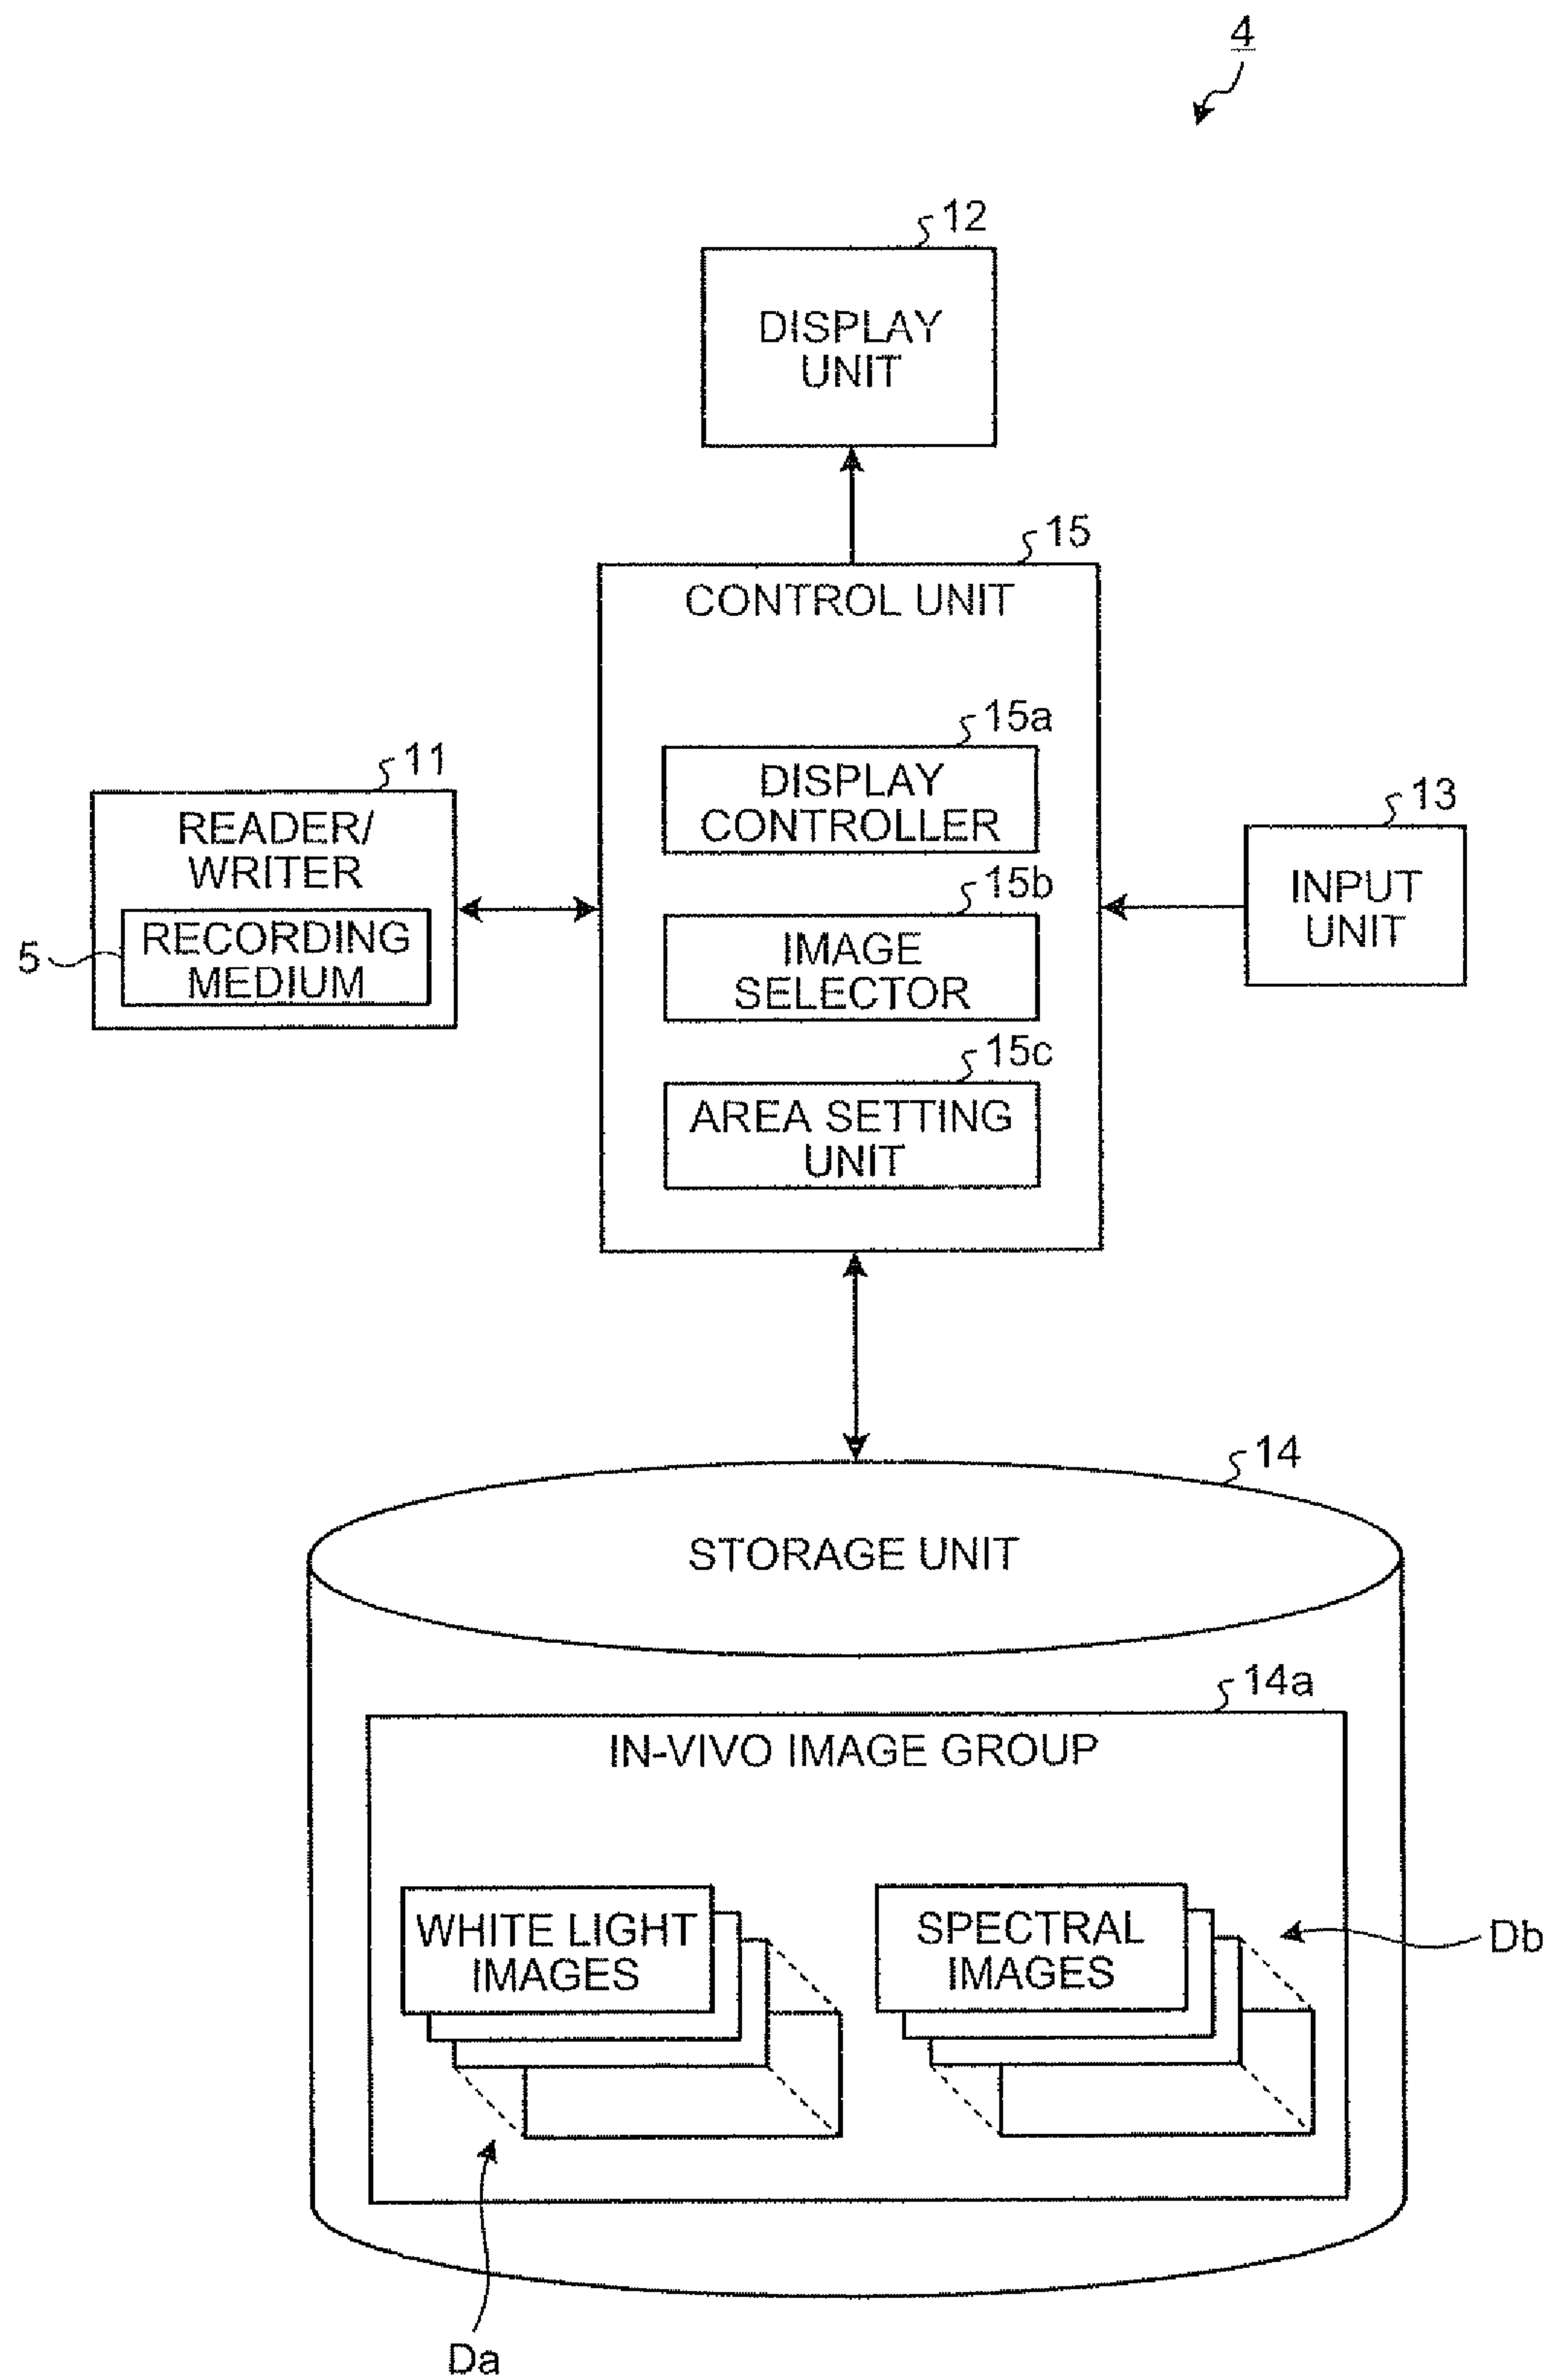 4
12
DISPLAY
UNIT
15
CONTROL UNIT
15a
DISPLAY
CONTROLLER
11
READER/
WRITER
5
RECORDING
MEDIUM
15b
IMAGE
SELECTOR
13
INPUT
UNIT
15c
AREA SETTING
UNIT
14
STORAGE UNIT
14a
IN-VIVO IMAGE GROUP
WHITE LIGHT
IMAGES
SPECTRAL
IMAGES
Db
Da